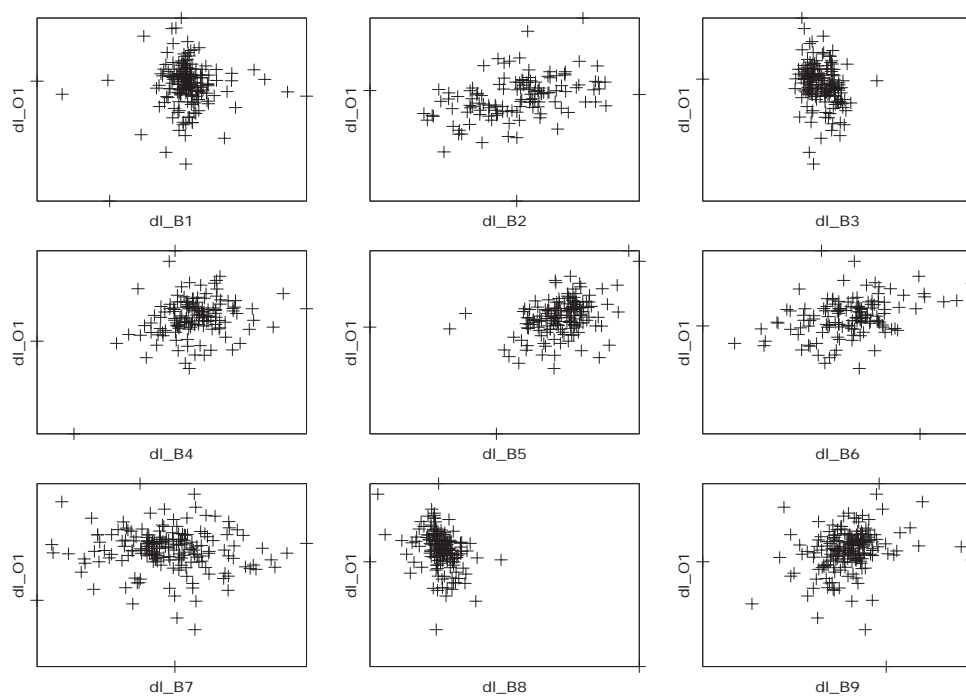 dl_O1
dl_B1
dl_O1
dl_B2
dl_O1
dl_B3
dl_O1
dl_B4
dl_O1
dl_B5
dl_O1
dl_B6
dl_O1
dl_B7
dl_O1
dl_B8
dl_O1
dl_B9